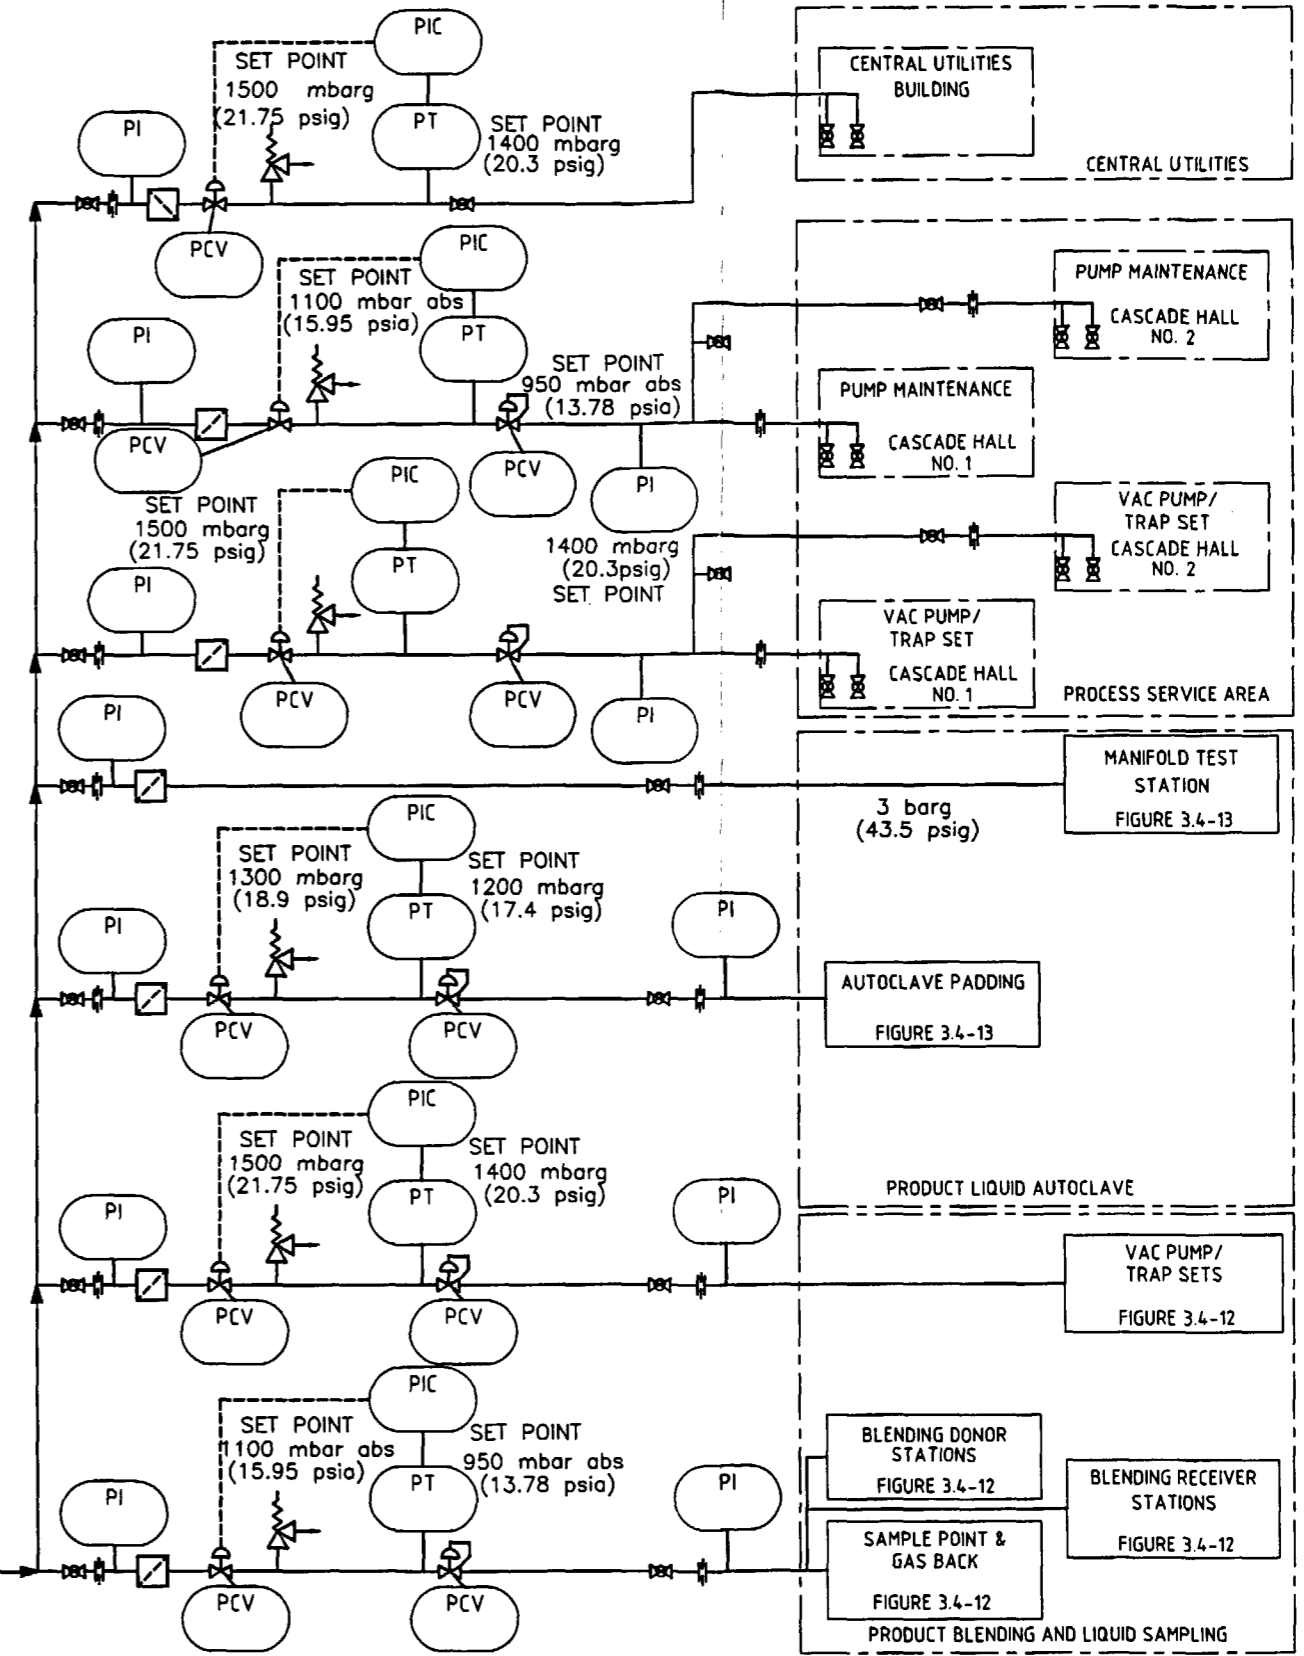 PIC
SET POINT
1500 mbarg
(21.75 psig)
PI
PT
SET POINT
1400 mbarg
(20.3 psig)
PCV
CENTRAL UTILITIES
BUILDING
CENTRAL UTILITIES
PIC
SET POINT
1100 mbar abs
(15.95 psia)
PI
PT
SET POINT
950 mbar abs
(13.78 psia)
PCV
PCV
PI
PUMP MAINTENANCE
CASCADE HALL
NO. 2
PUMP MAINTENANCE
CASCADE HALL
NO. 1
PIC
SET POINT
1500 mbarg
(21.75 psig)
PI
PT
1400 mbarg
(20.3psig)
SET POINT
PCV
PCV
PI
VAC PUMP/
TRAP SET
CASCADE HALL
NO. 2
VAC PUMP/
TRAP SET
CASCADE HALL
NO. 1
PROCESS SERVICE AREA
PI
3 barg
(43.5 psig)
MANIFOLD TEST
STATION
FIGURE 3.4-13
PIC
SET POINT
1300 mbarg
(18.9 psig)
SET POINT
1200 mbarg
(17.4 psig)
PI
PT
PI
PCV
PCV
AUTOCLAVE PADDING
FIGURE 3.4-13
PRODUCT LIQUID AUTOCLAVE
PIC
SET POINT
1500 mbarg
(21.75 psig)
SET POINT
1400 mbarg
(20.3 psig)
PI
PT
PI
PCV
PCV
VAC PUMP/
TRAP SETS
FIGURE 3.4-12
PIC
SET POINT
1100 mbar abs
(15.95 psia)
SET POINT
950 mbar abs
(13.78 psia)
PI
PT
PI
PCV
PCV
BLENDING DONOR
STATIONS
FIGURE 3.4-12
BLENDING RECEIVER
STATIONS
FIGURE 3.4-12
SAMPLE POINT &
GAS BACK
FIGURE 3.4-12
PRODUCT BLENDING AND LIQUID SAMPLING